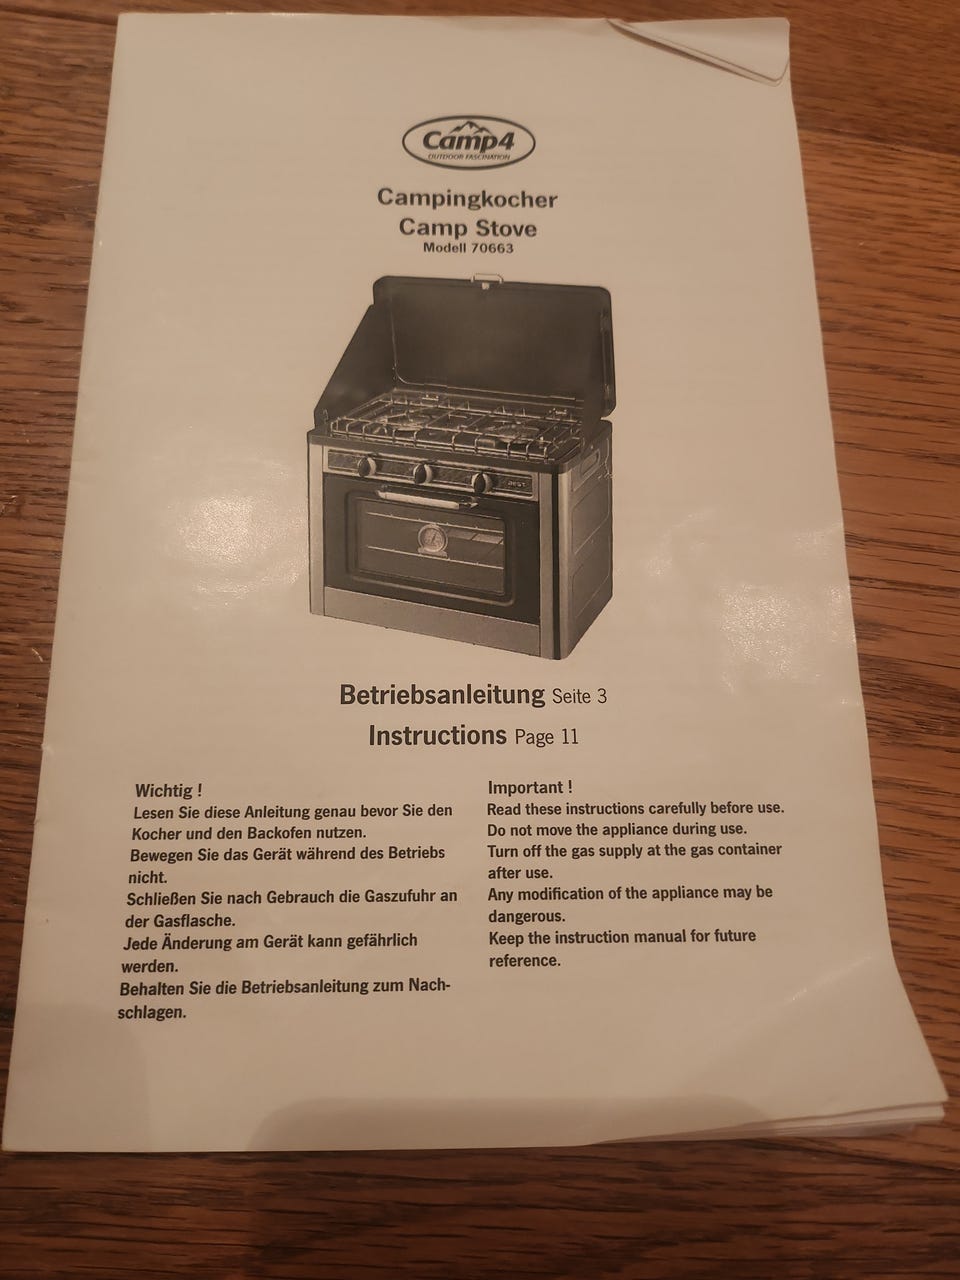 Camp4
OUTDOOR FASCINATION
Campingkocher
Camp Stove
Modell 70663
BEST
Betriebsanleitung Seite 3
Instructions Page 11
Wichtig !
Lesen Sie diese Anleitung genau bevor Sie den
Kocher und den Backofen nutzen.
Bewegen Sie das Gerät während des Betriebs
nicht.
Schließen Sie nach Gebrauch die Gaszufuhr an
der Gasflasche.
Jede Änderung am Gerät kann gefährlich
werden.
Behalten Sie die Betriebsanleitung zum Nach-
schlagen.
Important !
Read these instructions carefully before use.
Do not move the appliance during use.
Turn off the gas supply at the gas container
after use.
Any modification of the appliance may be
dangerous.
Keep the instruction manual for future
reference.